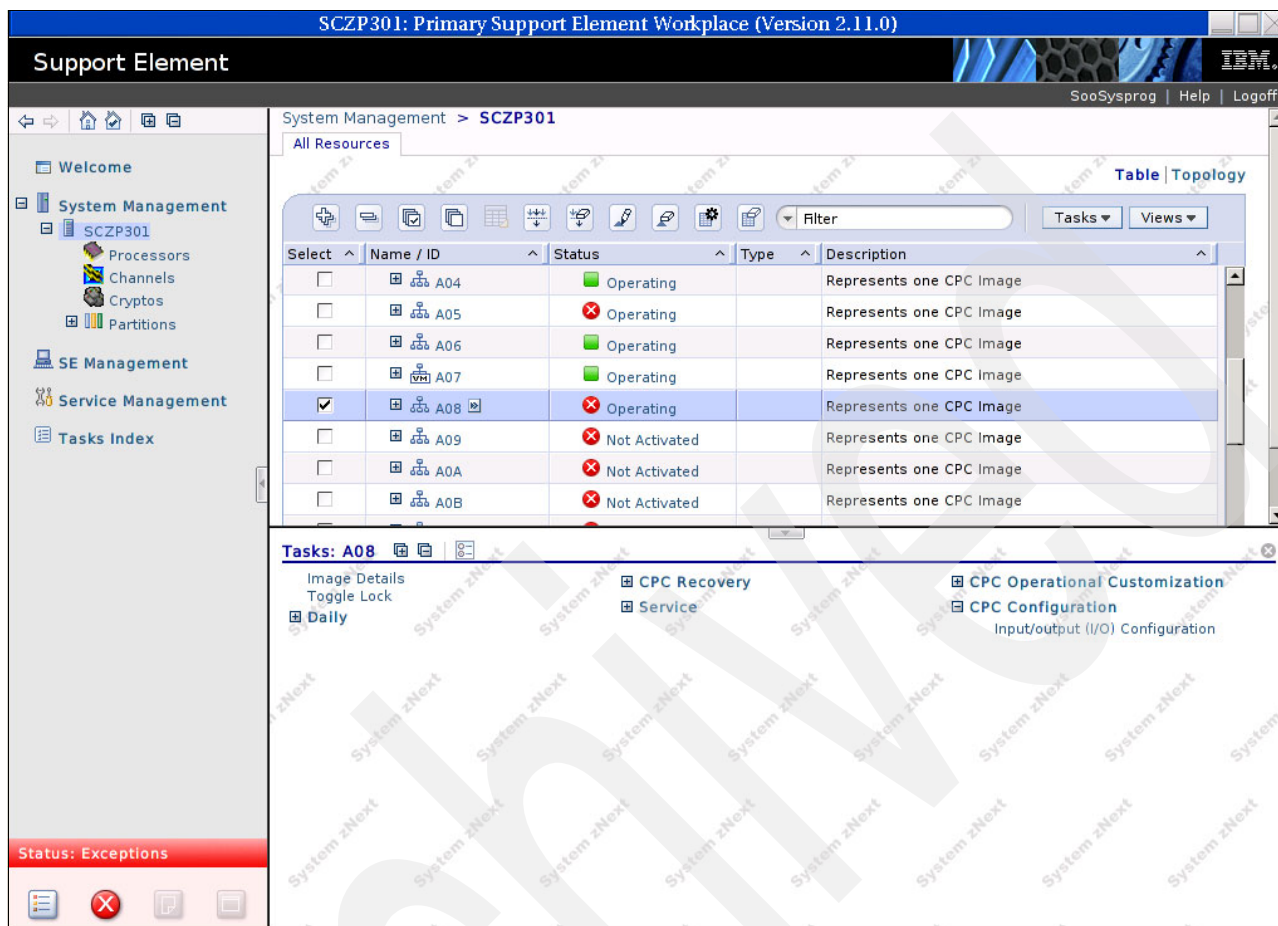 SCZP301: Primary Support Element Workplace (Version 2.11.0)
Support Element
IBM.
SooSysprog | Help | Logoff
System Management > SCZP301
All Resources
Welcome
System Management
SCZP301
Processors
Channels
Cryptos
Partitions
SE Management
Service Management
Tasks Index
Table | Topology
Filter
Tasks
Views
Select Name / ID Status Type Description
A04 Operating Represents one CPC Image
A05 Operating Represents one CPC Image
A06 Operating Represents one CPC Image
VM A07 Operating Represents one CPC Image
A08 Operating Represents one CPC Image
A09 Not Activated Represents one CPC Image
A0A Not Activated Represents one CPC Image
A0B Not Activated Represents one CPC Image
Tasks: A08
Image Details
Toggle Lock
Daily
CPC Recovery
Service
CPC Operational Customization
CPC Configuration
Input/output (I/O) Configuration
System zNext
Status: Exceptions